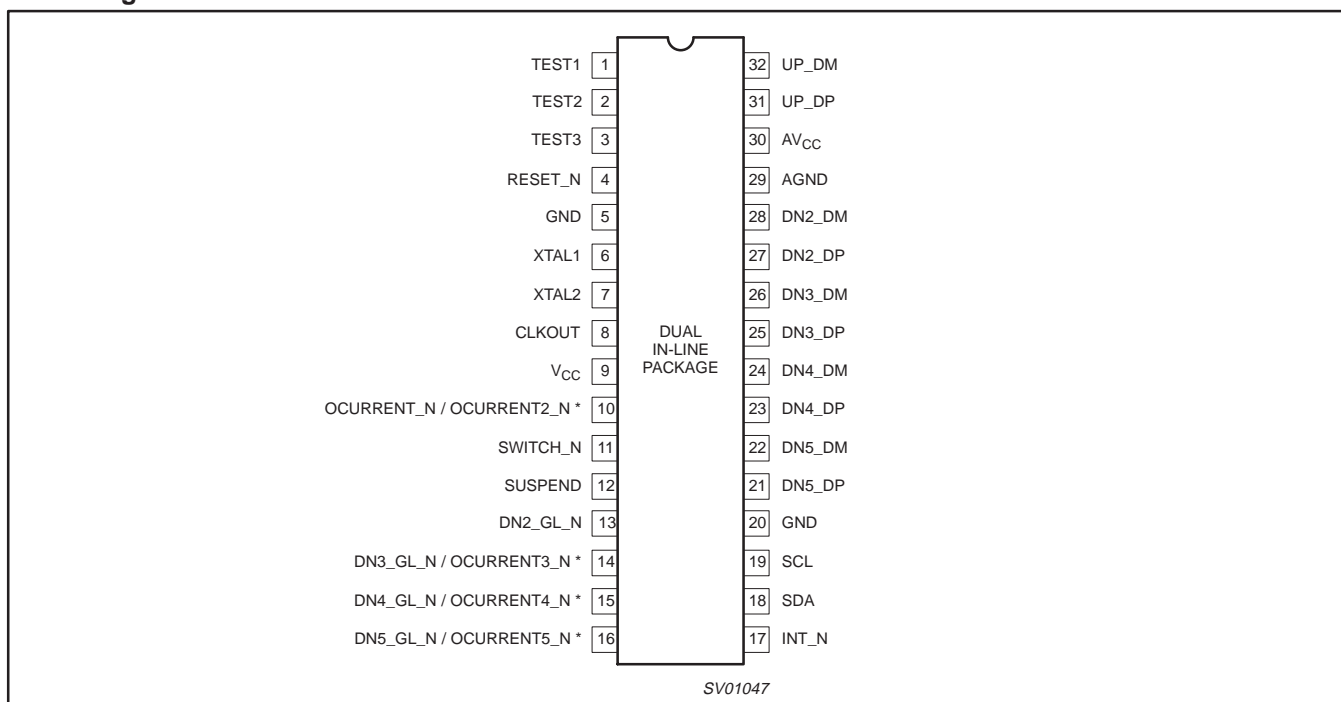 TEST1 1
TEST2 2
TEST3 3
RESET_N 4
GND 5
XTAL1 6
XTAL2 7
CLKOUT 8
VCC 9
OCURRENT_N / OCURRENT2_N * 10
SWITCH_N 11
SUSPEND 12
DN2_GL_N 13
DN3_GL_N / OCURRENT3_N * 14
DN4_GL_N / OCURRENT4_N * 15
DN5_GL_N / OCURRENT5_N * 16
DUAL
IN-LINE
PACKAGE
32 UP_DM
31 UP_DP
30 AVCC
29 AGND
28 DN2_DM
27 DN2_DP
26 DN3_DM
25 DN3_DP
24 DN4_DM
23 DN4_DP
22 DN5_DM
21 DN5_DP
20 GND
19 SCL
18 SDA
17 INT_N
SV01047